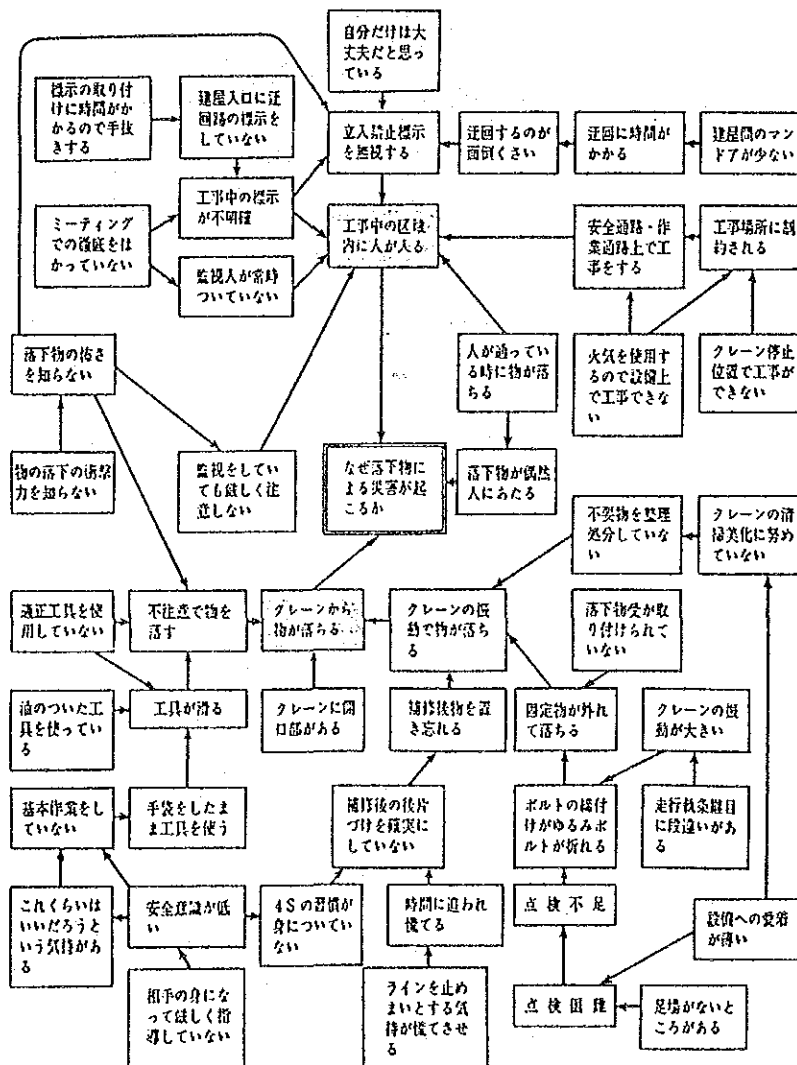 自分だけは大
丈夫だと思っ
ている
標示の取り付
けに時間がか
かるので手抜
きする
建屋入口に迂
回路の標示を
していない
立入禁止標示
を無視する
迂回するのが
面倒くさい
迂回に時間が
かかる
建屋間のマン
ドアが少ない
工事中の標示
が不明確
ミーティング
での徹底をは
かっていない
工事中の区域
内に人が入る
安全通路・作
業通路上で工
事をする
工事場所に制
約される
監視人が常時
ついていない
落下物の怖さ
を知らない
人が通ってい
る時に物が落
ちる
火気を使用す
るので設備上
で工事できない
クレーン停止
位置で工事が
できない
物の落下の衝撃
力を知らない
監視をしてい
ても厳しく注
意しない
なぜ落下物に
よる災害が起
こるか
落下物が偶然
人にあたる
不要物を整理
処分していな
い
クレーンの清
掃美化に努め
ていない
適正工具を使
用していない
不注意で物を
落す
クレーンから
物が落ちる
クレーンの振
動で物が落ち
る
落下物受が取
り付けられて
いない
油のついた工
具を使ってい
る
工具が滑る
クレーンに開
口部がある
補修後物を置
き忘れる
固定物が外れ
て落ちる
クレーンの振
動が大きい
基本作業をし
ていない
手袋をしたま
ま工具を使う
補修後の後片
づけを確実に
していない
ボルトの締付
けがゆるみボ
ルトが折れる
走行軌条継目
に段違いがあ
る
これくらいは
いいだろうと
いう気持があ
る
安全意識が低
い
4Sの習慣が
身についてい
ない
時間に追われ
慌てる
点検不足
設備への愛着
が薄い
相手の身にな
ってほしく指
導していない
ラインを止め
まいとする気
持が慌てさせ
る
点検困難
足場がないと
ころがある